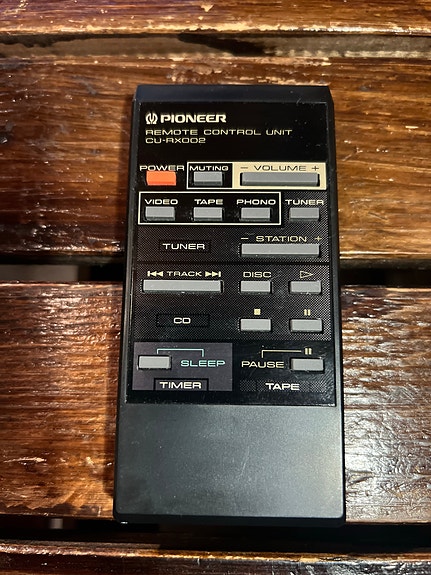 PIONEER
REMOTE CONTROL UNIT
CU-RX002
POWER MUTING − VOLUME +
VIDEO TAPE PHONO TUNER
TUNER − STATION +
⏮ TRACK ⏭ DISC ▷
CD ■ ⏸
SLEEP PAUSE ⏸
TIMER TAPE